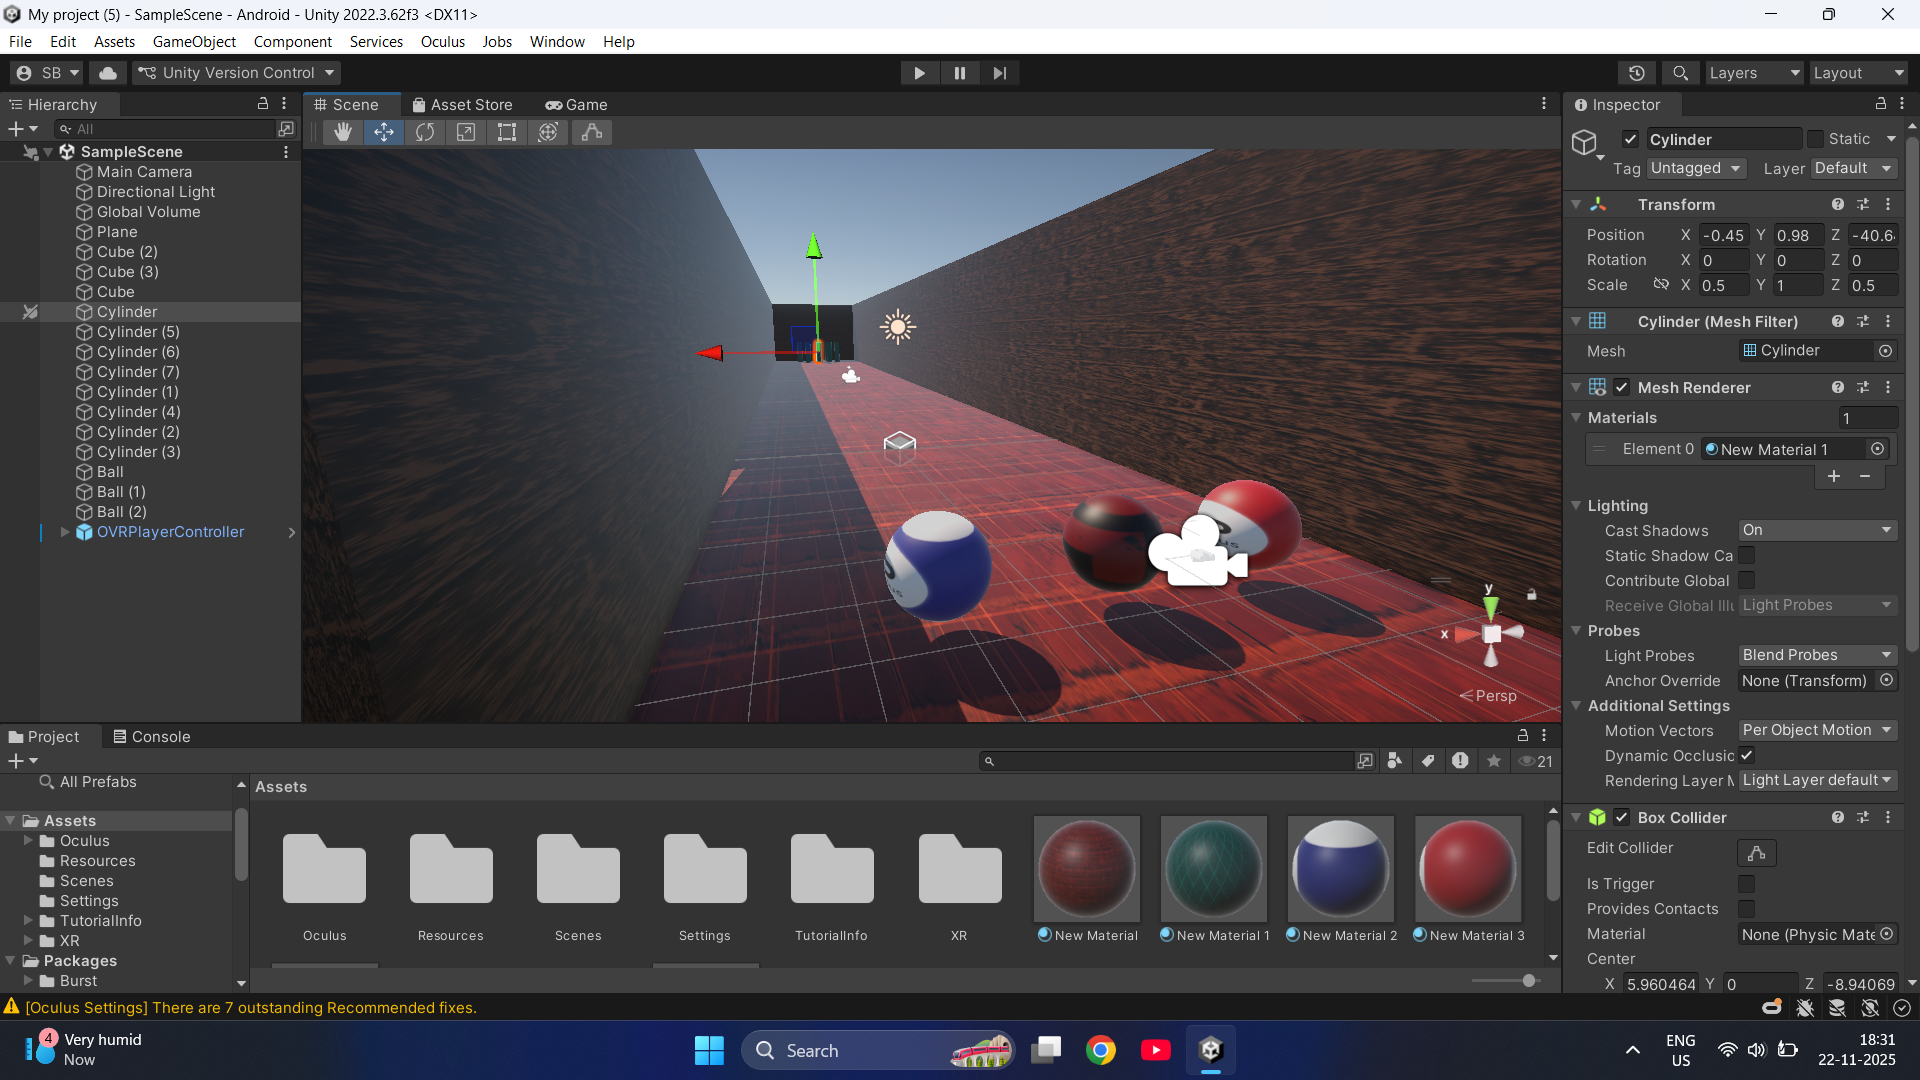 My project (5) - SampleScene - Android - Unity 2022.3.62f3 <DX11>
File Edit Assets GameObject Component Services Oculus Jobs Window Help
SB Unity Version Control Layers Layout
Hierarchy
All
SampleScene
Main Camera
Directional Light
Global Volume
Plane
Cube (2)
Cube (3)
Cube
Cylinder
Cylinder (5)
Cylinder (6)
Cylinder (7)
Cylinder (1)
Cylinder (4)
Cylinder (2)
Cylinder (3)
Ball
Ball (1)
Ball (2)
OVRPlayerController
Scene Asset Store Game
y
x
Persp
Inspector
Cylinder Static
Tag Untagged Layer Default
Transform
Position X -0.45 Y 0.98 Z -40.6
Rotation X 0 Y 0 Z 0
Scale X 0.5 Y 1 Z 0.5
Cylinder (Mesh Filter)
Mesh Cylinder
Mesh Renderer
Materials 1
Element 0 New Material 1
Lighting
Cast Shadows On
Static Shadow Ca
Contribute Global
Receive Global Illu Light Probes
Probes
Light Probes Blend Probes
Anchor Override None (Transform)
Additional Settings
Motion Vectors Per Object Motion
Dynamic Occlusic
Rendering Layer M Light Layer default
Box Collider
Edit Collider
Is Trigger
Provides Contacts
Material None (Physic Mate
Center
X 5.960464 Y 0 Z -8.94069
Project Console
21
All Prefabs
Assets
Oculus
Resources
Scenes
Settings
TutorialInfo
XR
Packages
Burst
Assets
Oculus Resources Scenes Settings TutorialInfo XR New Material New Material 1 New Material 2 New Material 3
[Oculus Settings] There are 7 outstanding Recommended fixes.
4
Very humid
Now
Search
ENG
US
18:31
22-11-2025